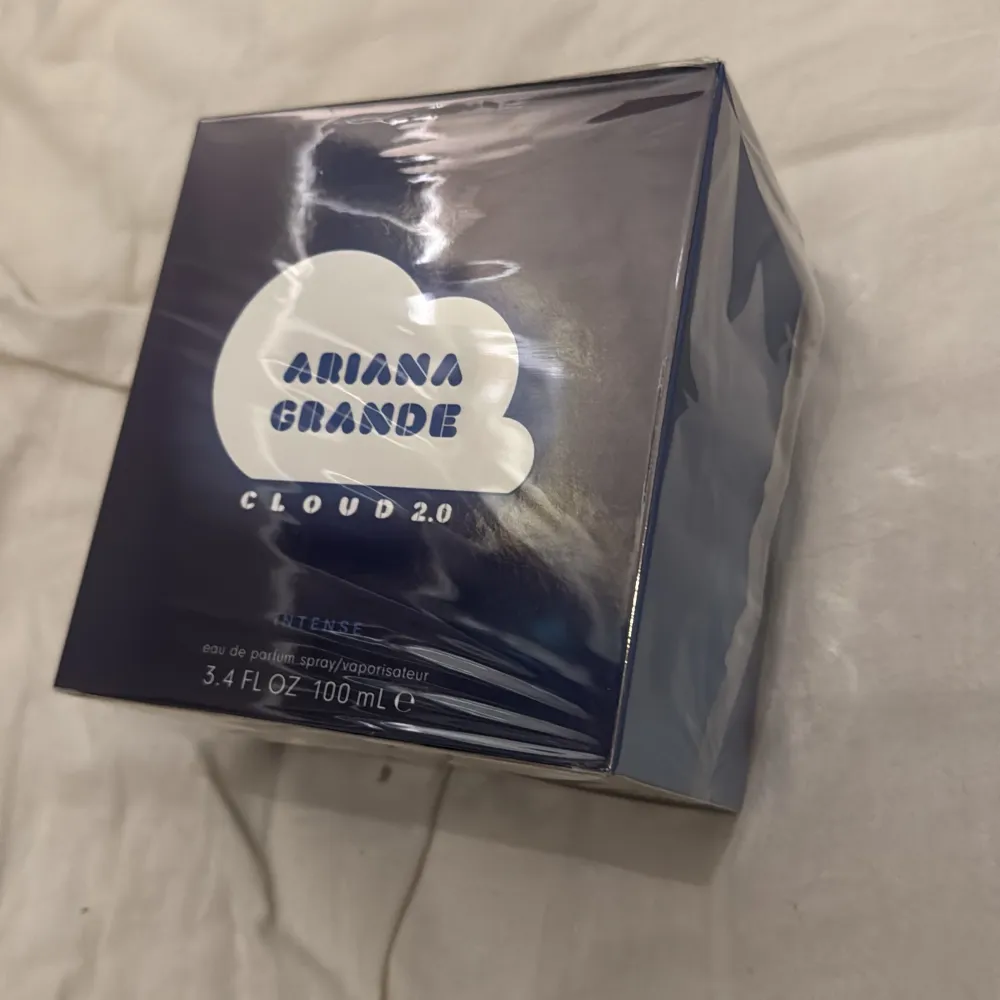 ARIANA
GRANDE
CLOUD 2.0
INTENSE
eau de parfum spray/vaporisateur
3.4 FL OZ 100 mL ℮